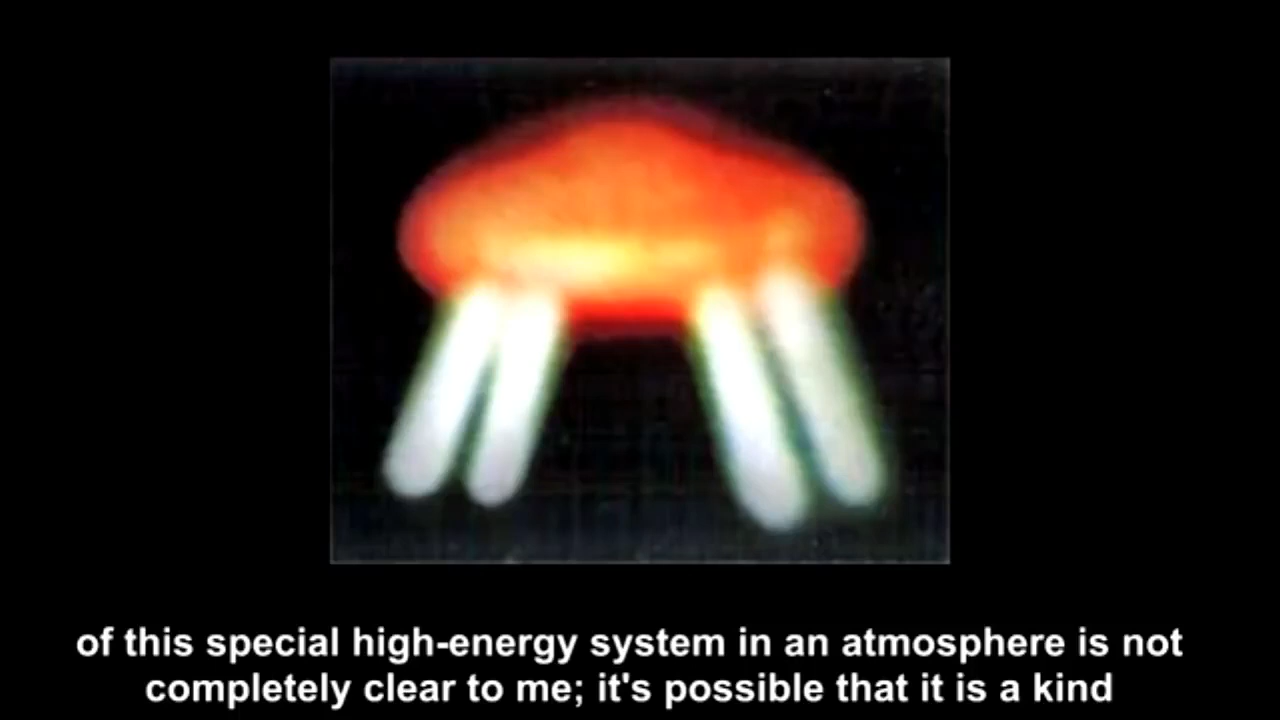 of this special high-energy system in an atmosphere is not
completely clear to me; it's possible that it is a kind